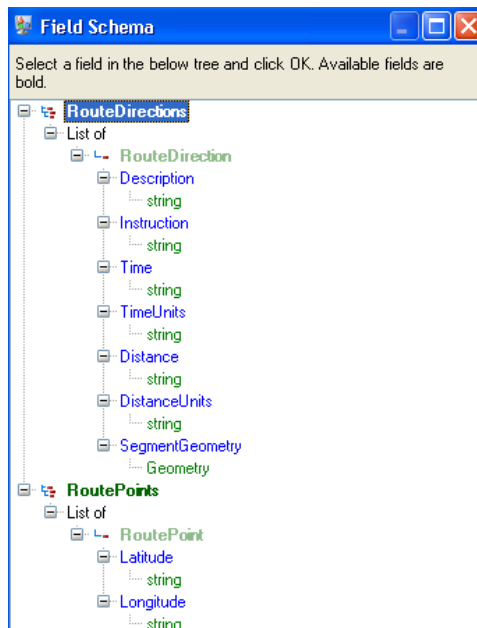 Field Schema
Select a field in the below tree and click OK. Available fields are
bold.
RouteDirections
List of
RouteDirection
Description
string
Instruction
string
Time
string
TimeUnits
string
Distance
string
DistanceUnits
string
SegmentGeometry
Geometry
RoutePoints
List of
RoutePoint
Latitude
string
Longitude
string